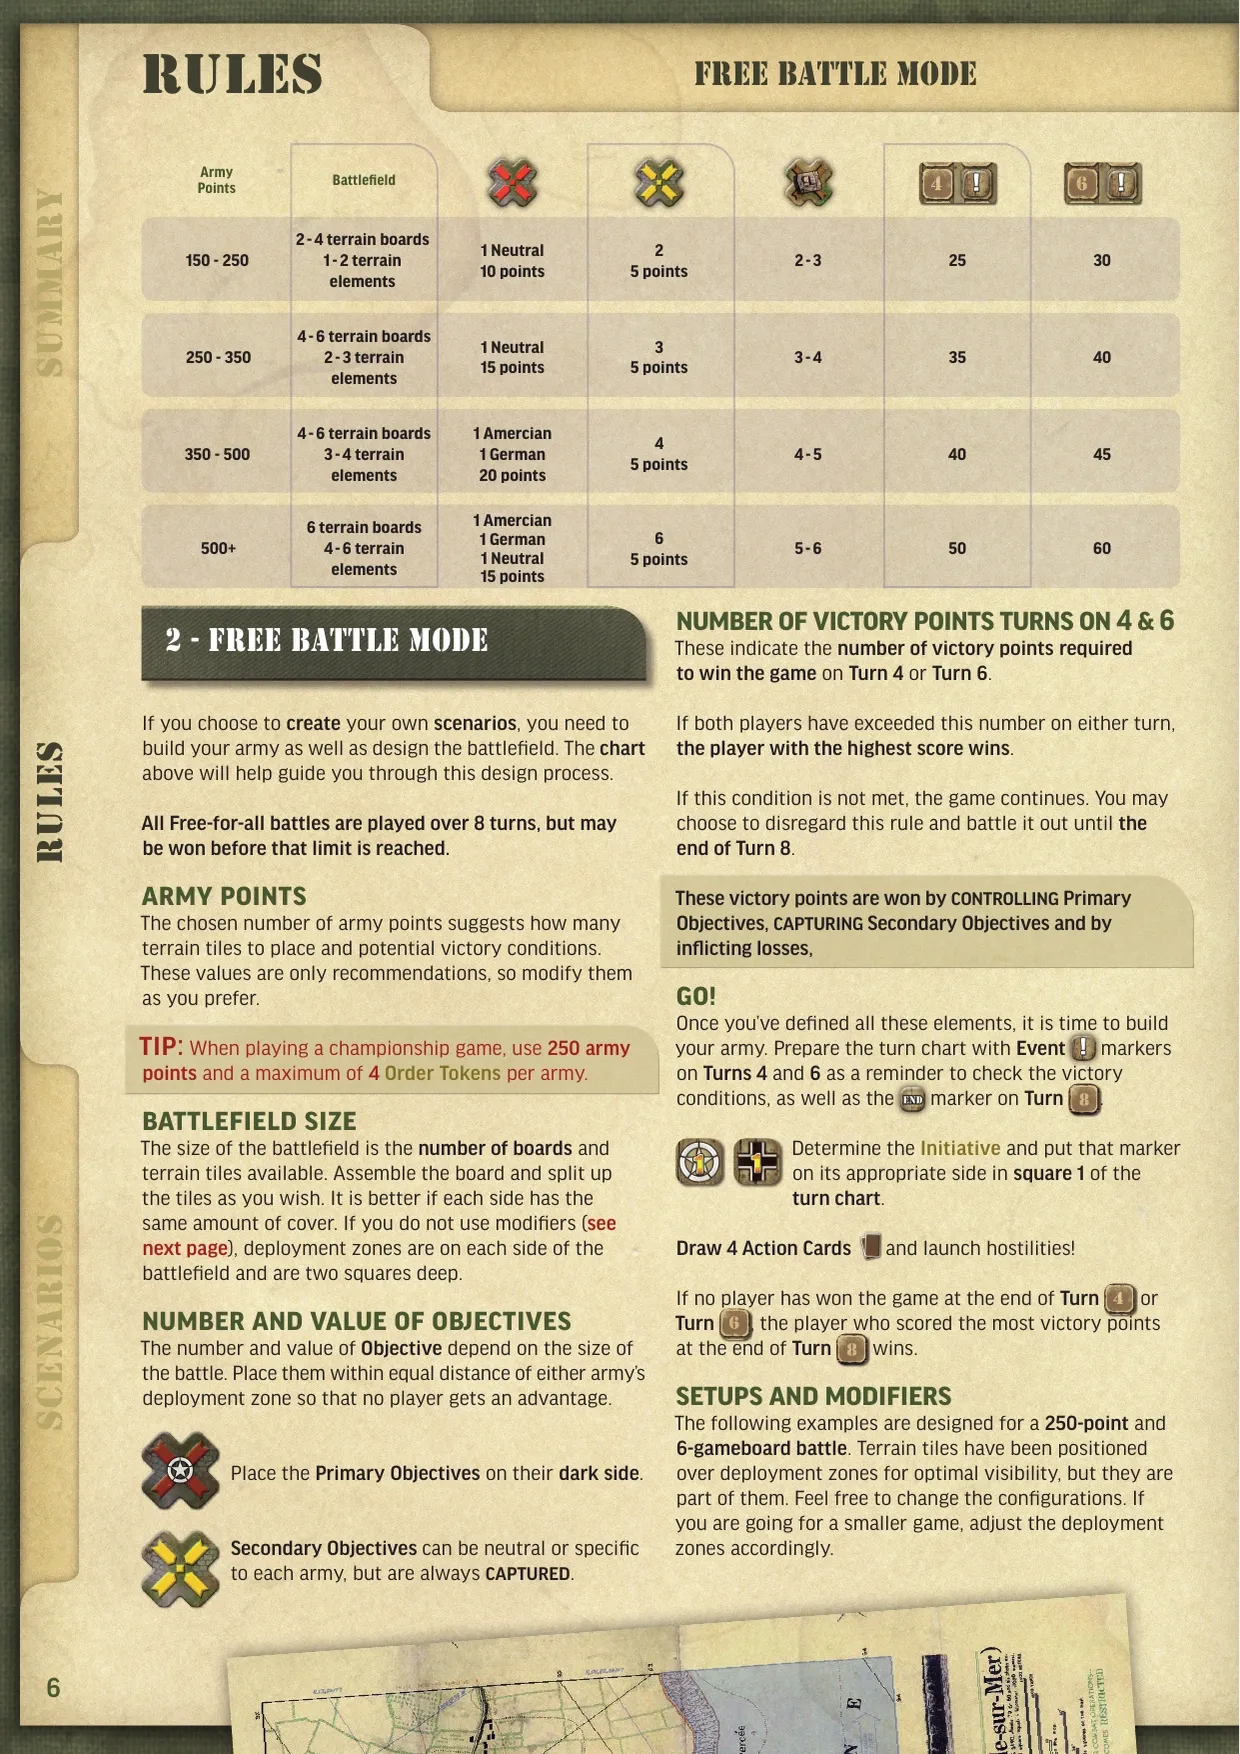 RULES
FREE BATTLE MODE
SUMMARY
RULES
SCENARIOS
Army
Points
Battlefield
4 !
6 !
150 - 250
2 - 4 terrain boards
1 - 2 terrain
elements
1 Neutral
10 points
2
5 points
2 - 3
25
30
250 - 350
4 - 6 terrain boards
2 - 3 terrain
elements
1 Neutral
15 points
3
5 points
3 - 4
35
40
350 - 500
4 - 6 terrain boards
3 - 4 terrain
elements
1 Amercian
1 German
20 points
4
5 points
4 - 5
40
45
500+
6 terrain boards
4 - 6 terrain
elements
1 Amercian
1 German
1 Neutral
15 points
6
5 points
5 - 6
50
60
2 - FREE BATTLE MODE
If you choose to create your own scenarios, you need to
build your army as well as design the battlefield. The chart
above will help guide you through this design process.
All Free-for-all battles are played over 8 turns, but may
be won before that limit is reached.
ARMY POINTS
The chosen number of army points suggests how many
terrain tiles to place and potential victory conditions.
These values are only recommendations, so modify them
as you prefer.
TIP: When playing a championship game, use 250 army
points and a maximum of 4 Order Tokens per army.
BATTLEFIELD SIZE
The size of the battlefield is the number of boards and
terrain tiles available. Assemble the board and split up
the tiles as you wish. It is better if each side has the
same amount of cover. If you do not use modifiers (see
next page), deployment zones are on each side of the
battlefield and are two squares deep.
NUMBER AND VALUE OF OBJECTIVES
The number and value of Objective depend on the size of
the battle. Place them within equal distance of either army's
deployment zone so that no player gets an advantage.
Place the Primary Objectives on their dark side.
Secondary Objectives can be neutral or specific
to each army, but are always CAPTURED.
NUMBER OF VICTORY POINTS TURNS ON 4 & 6
These indicate the number of victory points required
to win the game on Turn 4 or Turn 6.
If both players have exceeded this number on either turn,
the player with the highest score wins.
If this condition is not met, the game continues. You may
choose to disregard this rule and battle it out until the
end of Turn 8.
These victory points are won by CONTROLLING Primary
Objectives, CAPTURING Secondary Objectives and by
inflicting losses,
GO!
Once you've defined all these elements, it is time to build
your army. Prepare the turn chart with Event ! markers
on Turns 4 and 6 as a reminder to check the victory
conditions, as well as the END marker on Turn 8.
1 1 Determine the Initiative and put that marker
on its appropriate side in square 1 of the
turn chart.
Draw 4 Action Cards and launch hostilities!
If no player has won the game at the end of Turn 4 or
Turn 6, the player who scored the most victory points
at the end of Turn 8 wins.
SETUPS AND MODIFIERS
The following examples are designed for a 250-point and
6-gameboard battle. Terrain tiles have been positioned
over deployment zones for optimal visibility, but they are
part of them. Feel free to change the configurations. If
you are going for a smaller game, adjust the deployment
zones accordingly.
6
N E
e-sur-Mer)